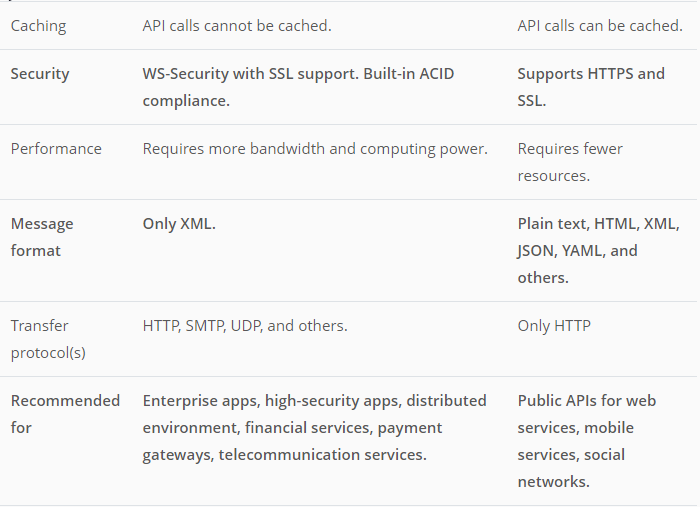 Caching API calls cannot be cached. API calls can be cached.
Security WS-Security with SSL support. Built-in ACID Supports HTTPS and
compliance. SSL.
Performance Requires more bandwidth and computing power. Requires fewer
resources.
Message Only XML. Plain text, HTML, XML,
format JSON, YAML, and
others.
Transfer HTTP, SMTP, UDP, and others. Only HTTP
protocol(s)
Recommended Enterprise apps, high-security apps, distributed Public APIs for web
for environment, financial services, payment services, mobile
gateways, telecommunication services. services, social
networks.